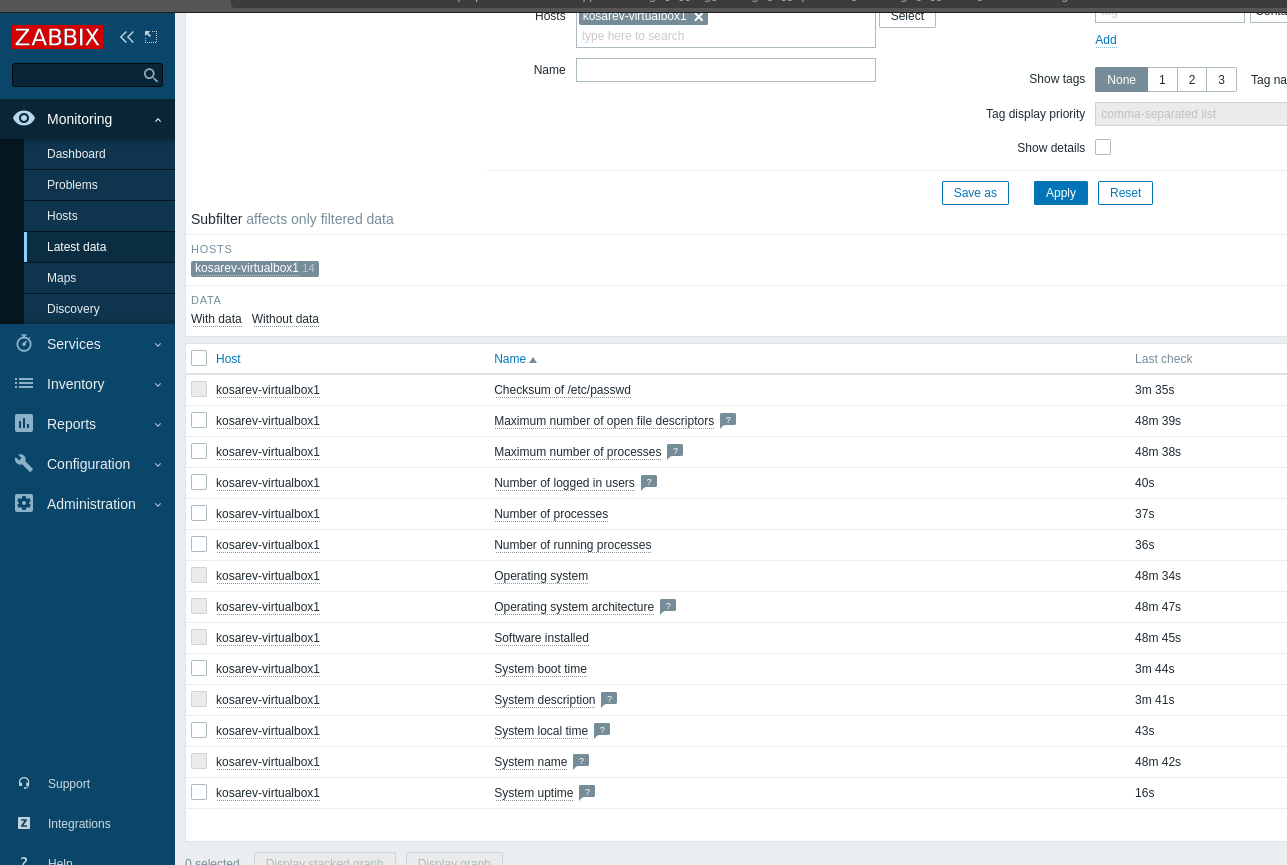 Hosts kosarev-virtualbox1 Select
type here to search
Add
Name
Show tags None 1 2 3
Tag display priority comma-separated list
Show details
Save as Apply Reset
ZABBIX
Monitoring
Dashboard
Problems
Hosts
Latest data
Maps
Discovery
Services
Inventory
Reports
Configuration
Administration
Support
Integrations
Help
Subfilter affects only filtered data
HOSTS
kosarev-virtualbox1 14
DATA
With data Without data
Host Name Last check
kosarev-virtualbox1 Checksum of /etc/passwd 3m 35s
kosarev-virtualbox1 Maximum number of open file descriptors ? 48m 39s
kosarev-virtualbox1 Maximum number of processes ? 48m 38s
kosarev-virtualbox1 Number of logged in users ? 40s
kosarev-virtualbox1 Number of processes 37s
kosarev-virtualbox1 Number of running processes 36s
kosarev-virtualbox1 Operating system 48m 34s
kosarev-virtualbox1 Operating system architecture ? 48m 47s
kosarev-virtualbox1 Software installed 48m 45s
kosarev-virtualbox1 System boot time 3m 44s
kosarev-virtualbox1 System description ? 3m 41s
kosarev-virtualbox1 System local time ? 43s
kosarev-virtualbox1 System name ? 48m 42s
kosarev-virtualbox1 System uptime ? 16s
0 selected Display stacked graph Display graph